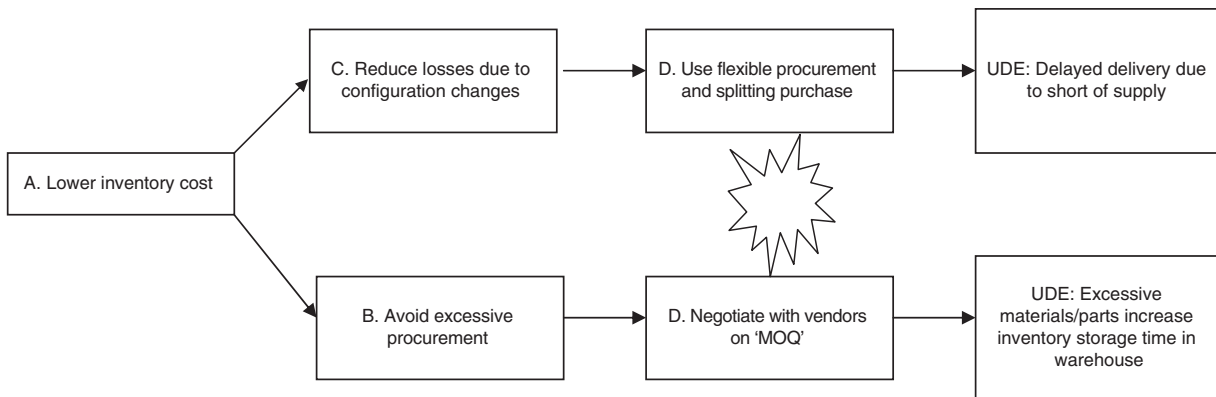 C. Reduce losses due to
configuration changes
D. Use flexible procurement
and splitting purchase
UDE: Delayed delivery due
to short of supply
A. Lower inventory cost
B. Avoid excessive
procurement
D. Negotiate with vendors
on ‘MOQ’
UDE: Excessive
materials/parts increase
inventory storage time in
warehouse